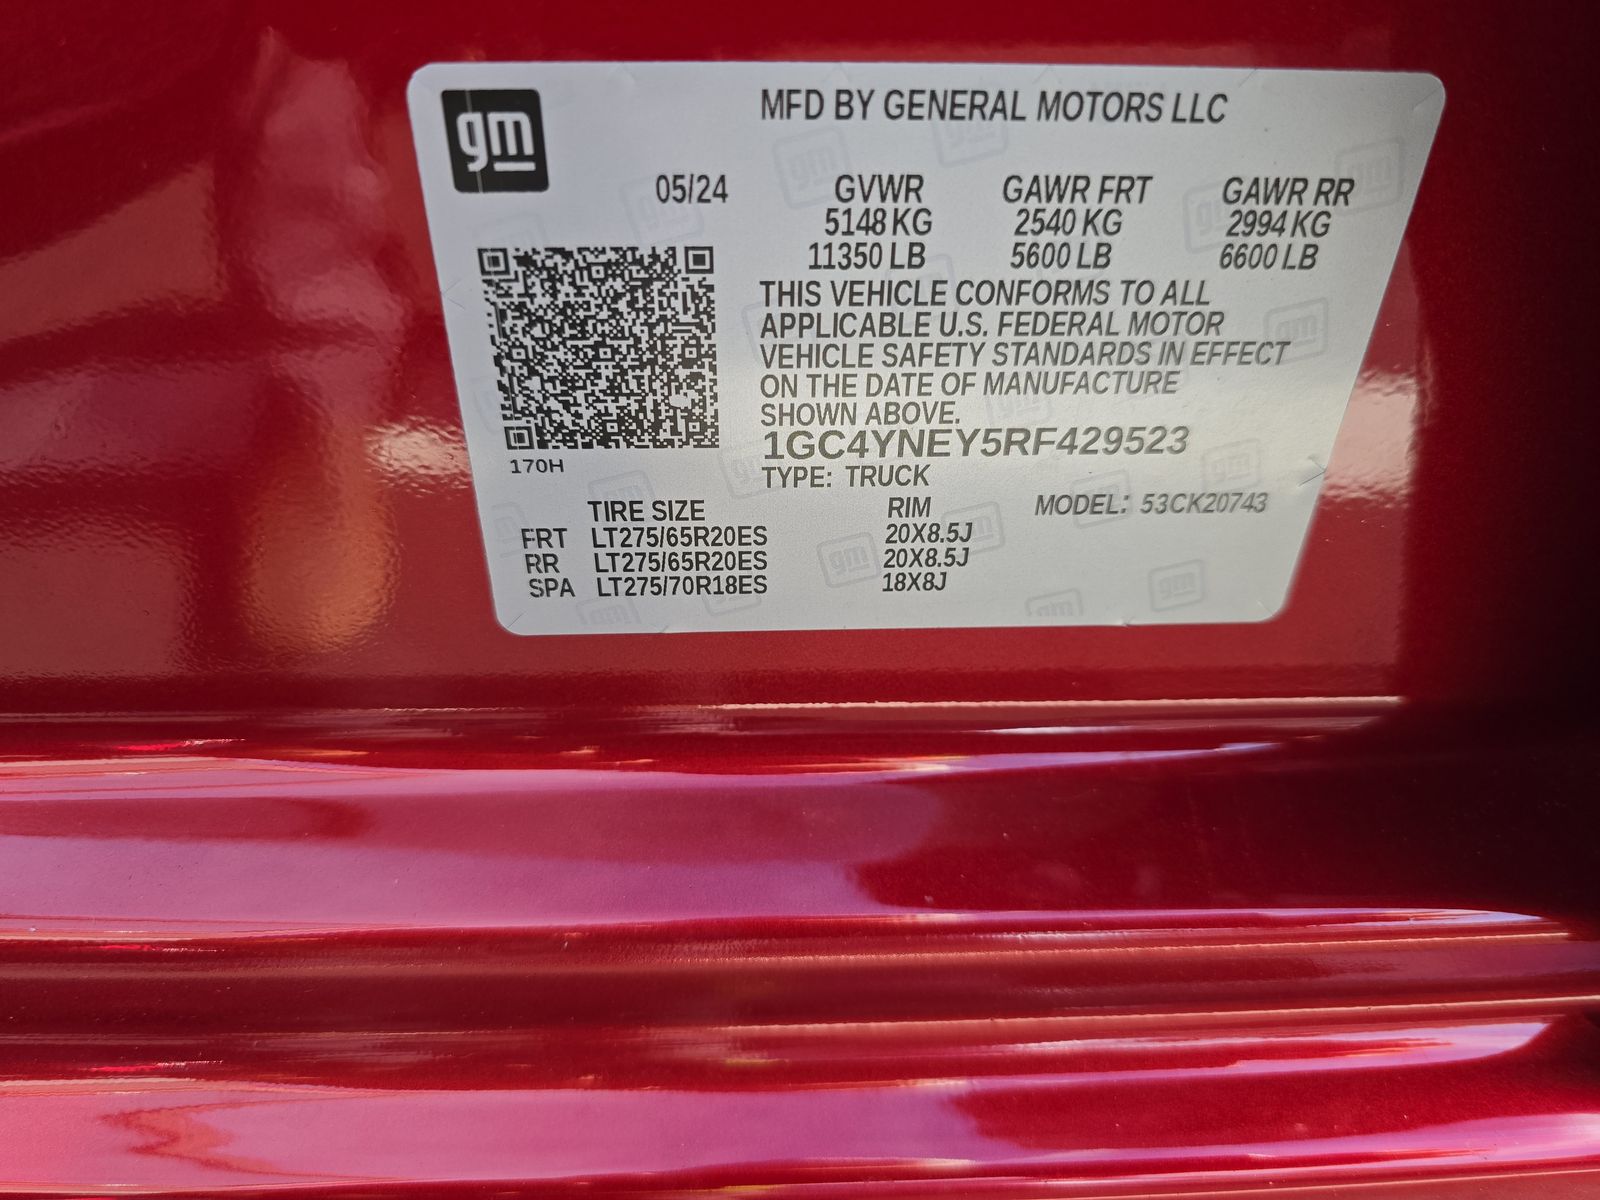 gm
MFD BY GENERAL MOTORS LLC
05/24 GVWR GAWR FRT GAWR RR
5148 KG 2540 KG 2994 KG
11350 LB 5600 LB 6600 LB
THIS VEHICLE CONFORMS TO ALL
APPLICABLE U.S. FEDERAL MOTOR
VEHICLE SAFETY STANDARDS IN EFFECT
ON THE DATE OF MANUFACTURE
SHOWN ABOVE.
1GC4YNEY5RF429523
170H
TYPE: TRUCK
TIRE SIZE RIM MODEL: 53CK20743
FRT LT275/65R20ES 20X8.5J
RR LT275/65R20ES 20X8.5J
SPA LT275/70R18ES 18X8J